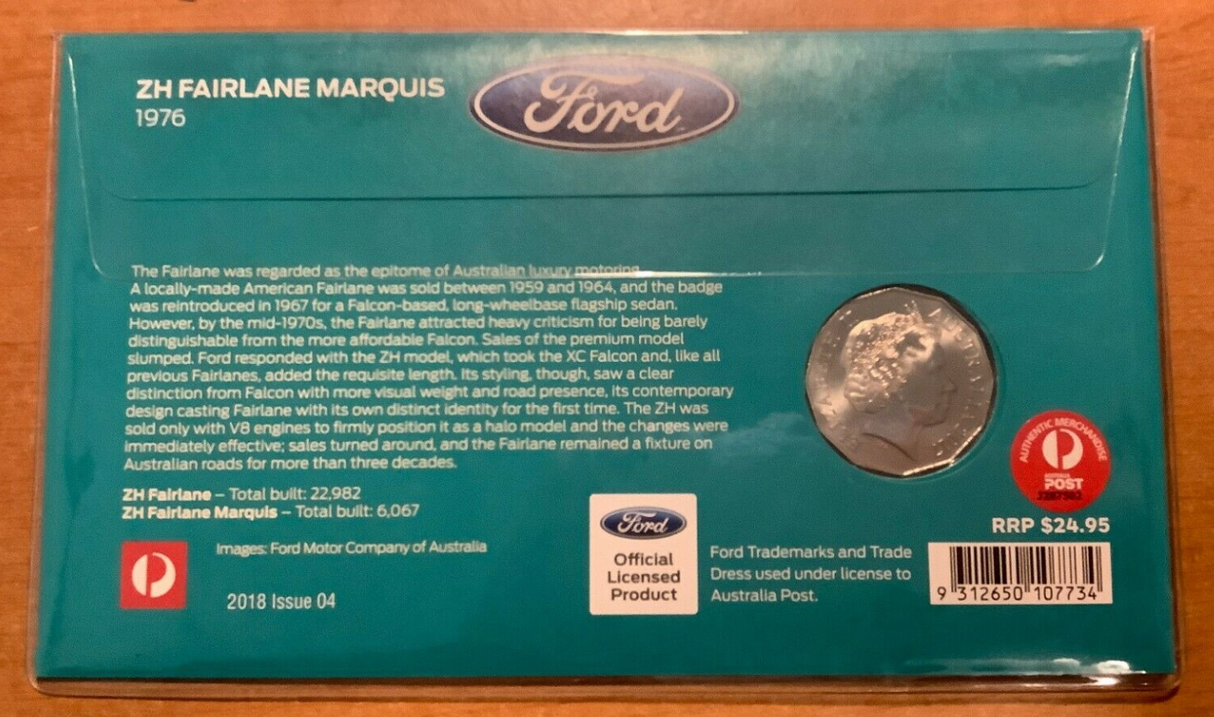 ZH FAIRLANE MARQUIS
1976
Ford
The Fairlane was regarded as the epitome of Australian luxury motoring.
A locally-made American Fairlane was sold between 1959 and 1964, and the badge
was reintroduced in 1967 for a Falcon-based, long-wheelbase flagship sedan.
However, by the mid-1970s, the Fairlane attracted heavy criticism for being barely
distinguishable from the more affordable Falcon. Sales of the premium model
slumped. Ford responded with the ZH model, which took the XC Falcon and, like all
previous Fairlanes, added the requisite length. Its styling, though, saw a clear
distinction from Falcon with more visual weight and road presence, its contemporary
design casting Fairlane with its own distinct identity for the first time. The ZH was
sold only with V8 engines to firmly position it as a halo model and the changes were
immediately effective; sales turned around, and the Fairlane remained a fixture on
Australian roads for more than three decades.
ZH Fairlane – Total built: 22,982
ZH Fairlane Marquis – Total built: 6,067
Images: Ford Motor Company of Australia
2018 Issue 04
Ford
Official
Licensed
Product
Ford Trademarks and Trade
Dress used under license to
Australia Post.
AUSTRALIA
AUTHENTIC MERCHANDISE
AUSTRALIA
POST
RRP $24.95
9 312650 107734